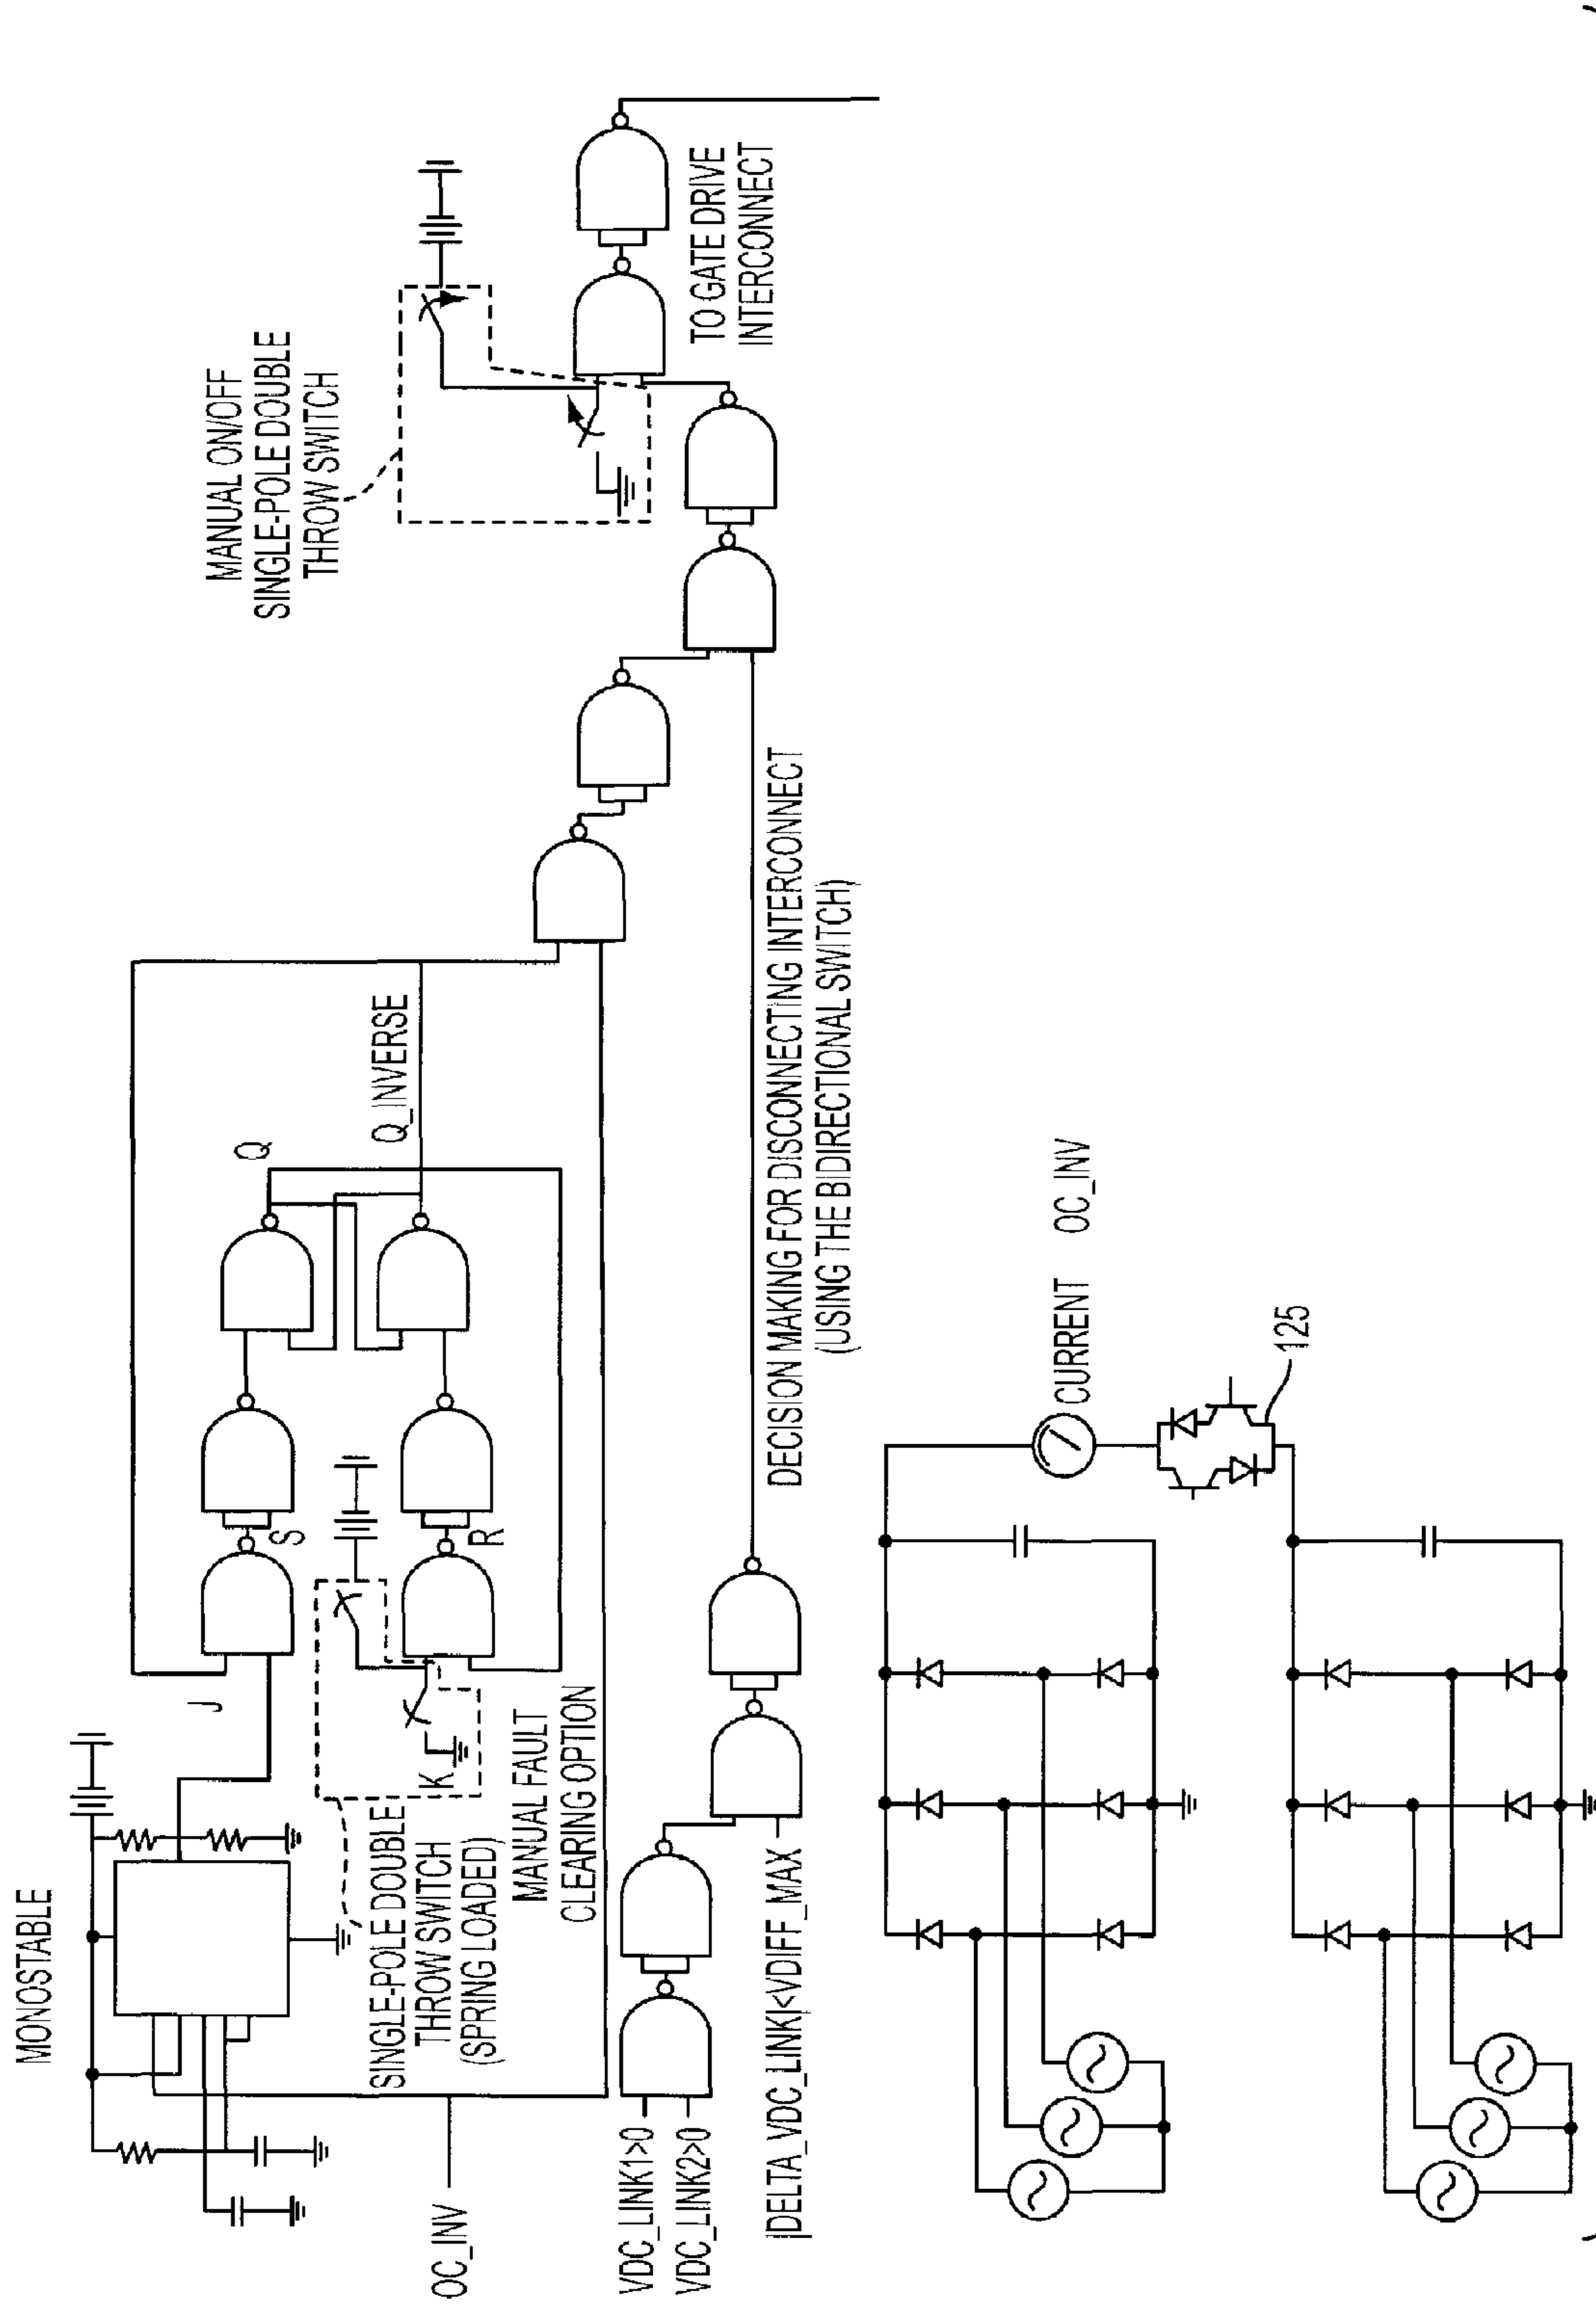 MONOSTABLE
MANUAL ON/OFF
SINGLE-POLE DOUBLE
THROW SWITCH
TO GATE DRIVE
INTERCONNECT
Q
Q_INVERSE
J
S
R
K
SINGLE-POLE DOUBLE
THROW SWITCH
(SPRING LOADED)
MANUAL FAULT
CLEARING OPTION
OC_INV
VDC_LINK1>0
VDC_LINK2>0
|DELTA_VDC_LINK|<VDIFF_MAX
DECISION MAKING FOR DISCONNECTING INTERCONNECT
(USING THE BIDIRECTIONAL SWITCH)
CURRENT OC_INV
125